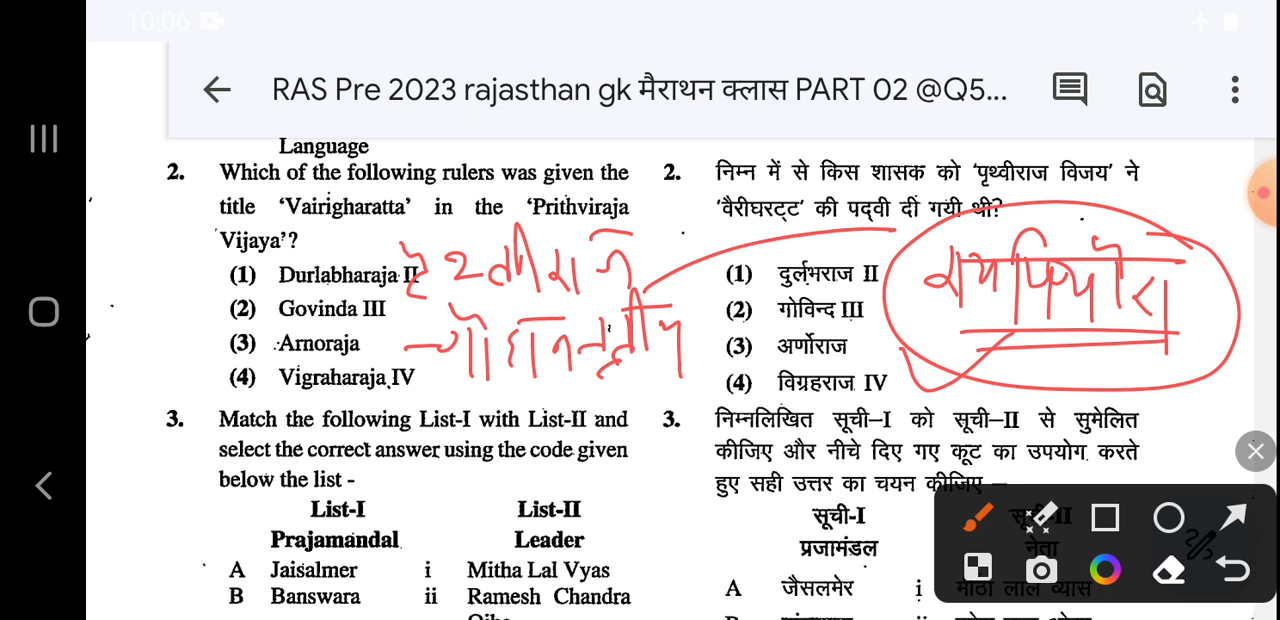 10:06
RAS Pre 2023 rajasthan gk मैराथन क्लास PART 02 @Q5...
Language
2. Which of the following rulers was given the title 'Vairigharatta' in the 'Prithviraja Vijaya'?
(1) Durlabharaja II
(2) Govinda III
(3) Arnoraja
(4) Vigraharaja IV
3. Match the following List-I with List-II and select the correct answer using the code given below the list -
List-I List-II
Prajamandal Leader
A Jaisalmer i Mitha Lal Vyas
B Banswara ii Ramesh Chandra
2. निम्न में से किस शासक को 'पृथ्वीराज विजय' ने
'वैरीघरट्ट' की पद्वी दी गयी थी?
(1) दुर्लभराज II
(2) गोविन्द III
(3) अर्णोराज
(4) विग्रहराज IV
3. निम्नलिखित सूची-I को सूची-II से सुमेलित
कीजिए और नीचे दिए गए कूट का उपयोग करते
हुए सही उत्तर का चयन कीजिए –
सूची-I सूची-II
प्रजामंडल नेता
A जैसलमेर i मीठा लाल व्यास